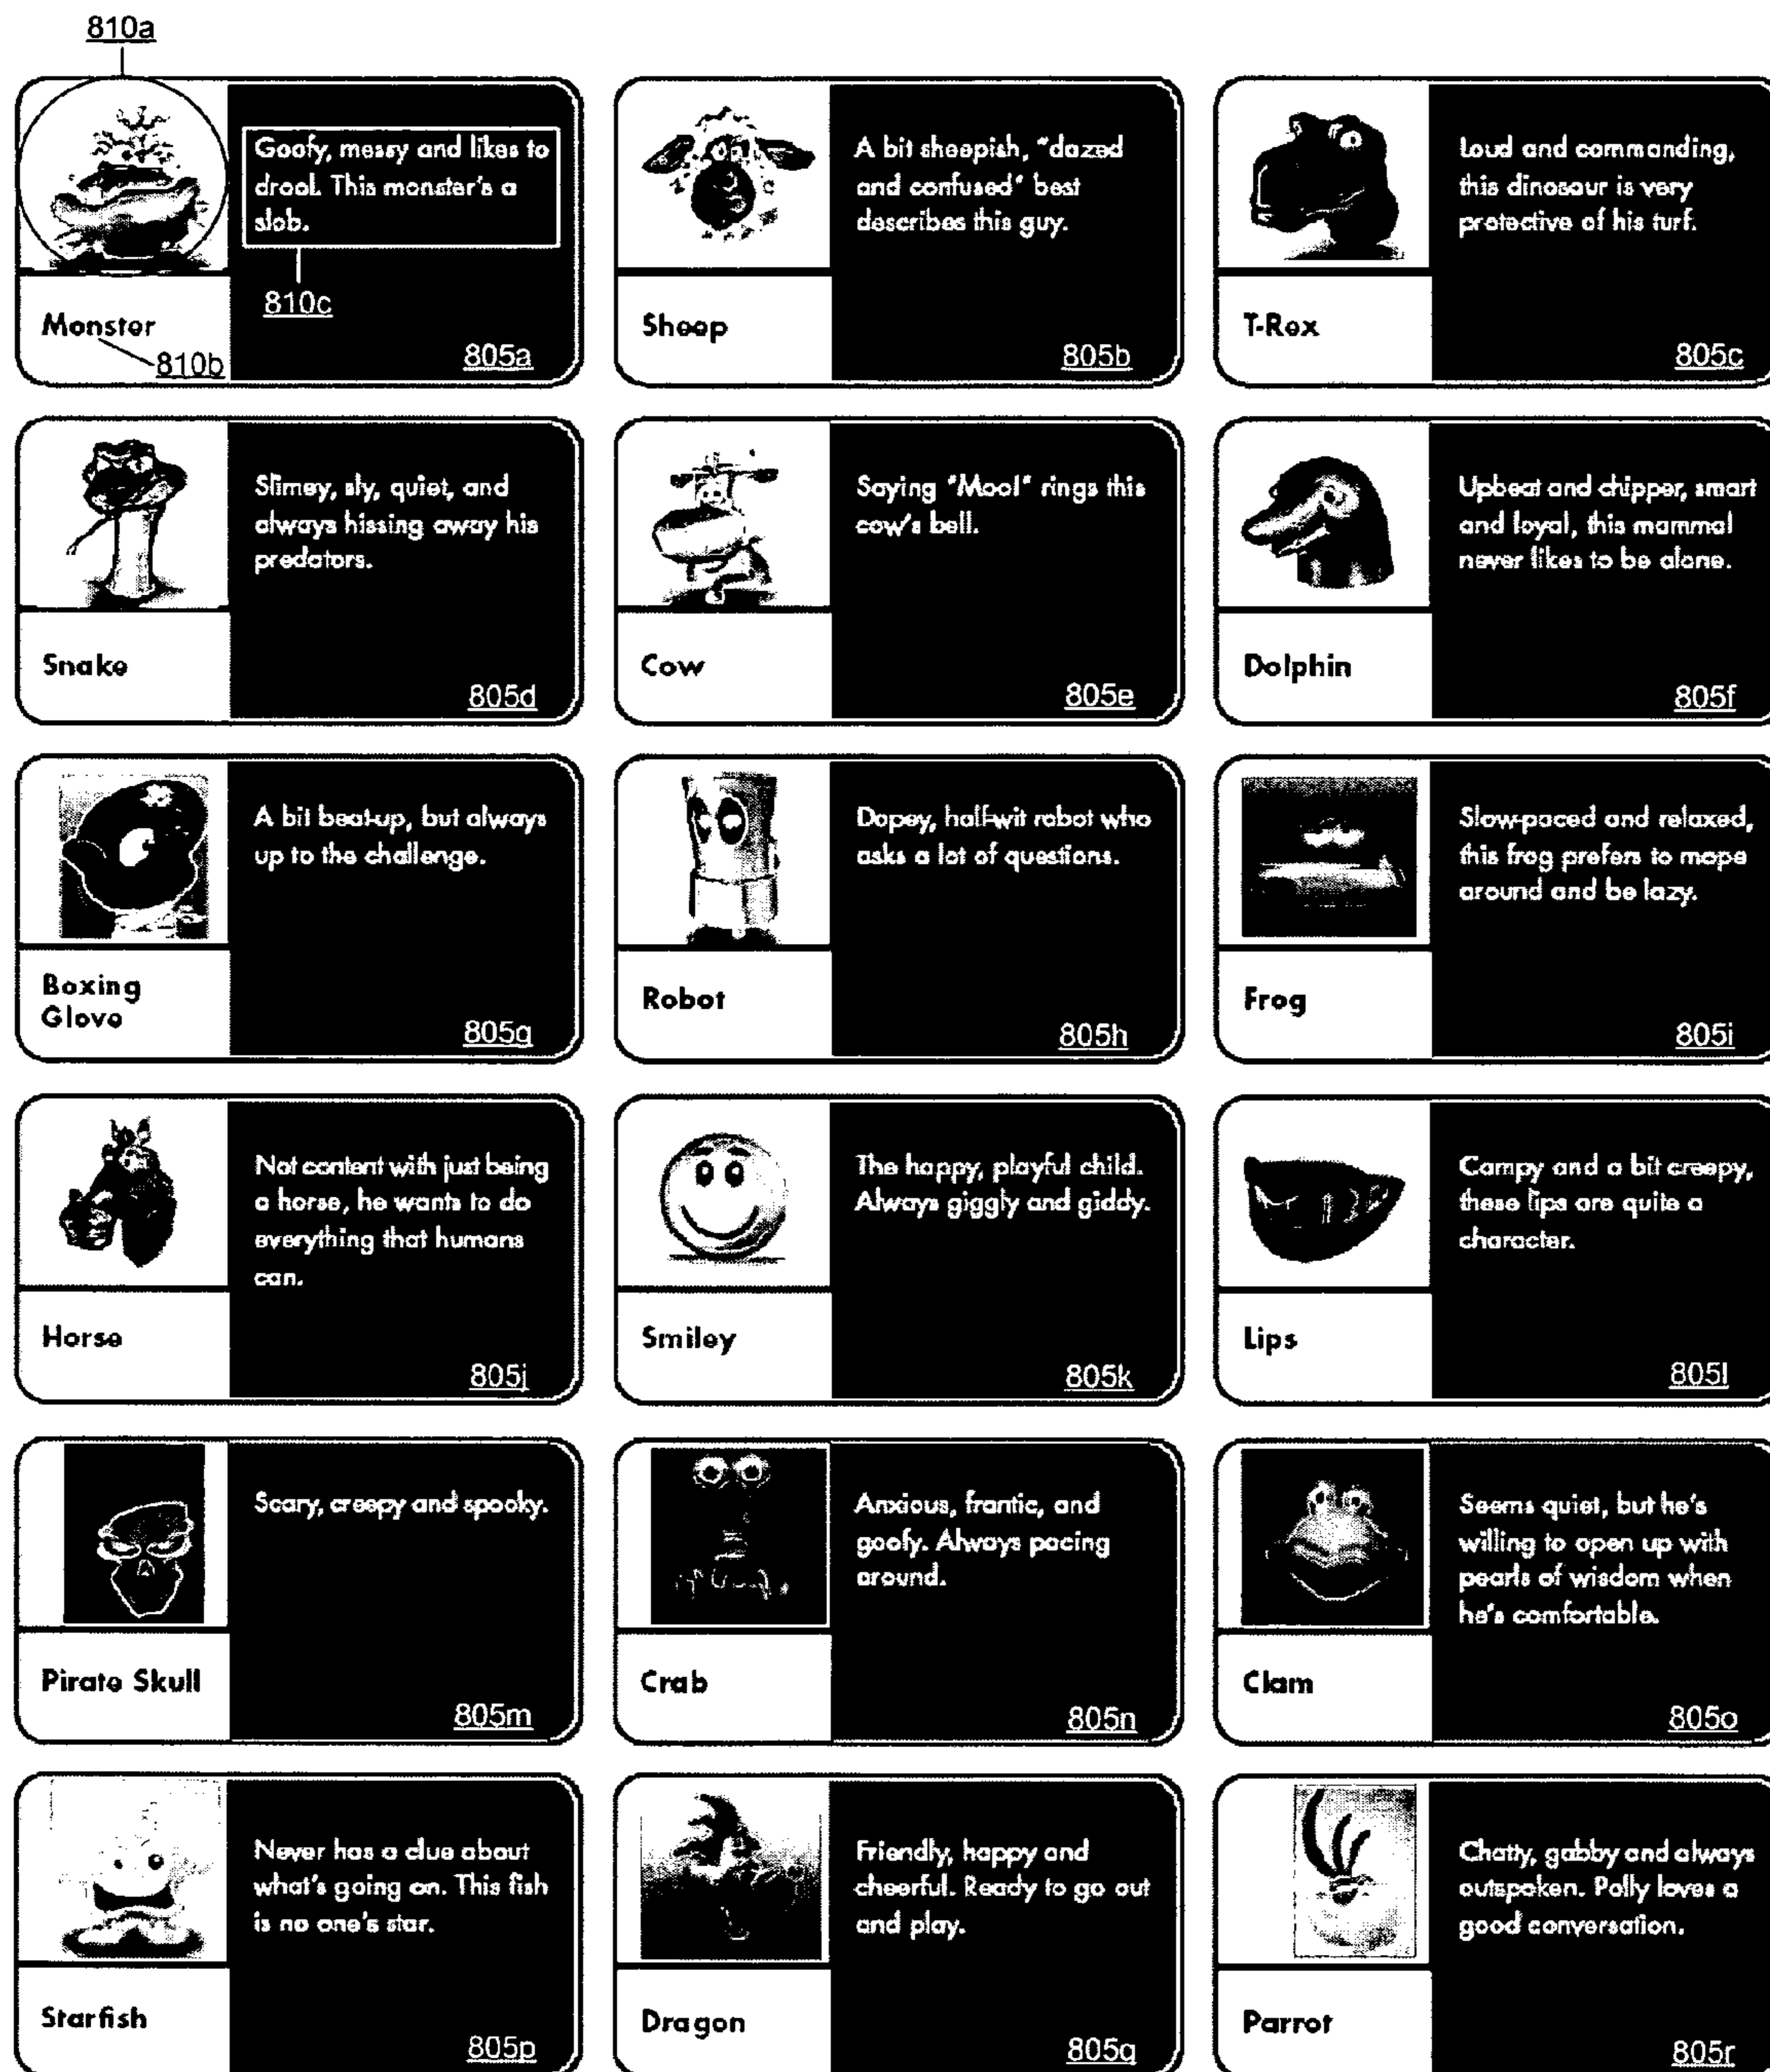 810a
Goofy, messy and likes to
drool. This monster's a
slob.
810c
Monster
810b
805a
A bit sheepish, "dazed
and confused" best
describes this guy.
Sheep
805b
Loud and commanding,
this dinosaur is very
protective of his turf.
T-Rex
805c
Slimey, sly, quiet, and
always hissing away his
predators.
Snake
805d
Saying "Moo!" rings this
cow's bell.
Cow
805e
Upbeat and chipper, smart
and loyal, this mammal
never likes to be alone.
Dolphin
805f
A bit beat-up, but always
up to the challenge.
Boxing
Glove
805g
Dopey, half-wit robot who
asks a lot of questions.
Robot
805h
Slow-paced and relaxed,
this frog prefers to mope
around and be lazy.
Frog
805i
Not content with just being
a horse, he wants to do
everything that humans
can.
Horse
805j
The happy, playful child.
Always giggly and giddy.
Smiley
805k
Campy and a bit creepy,
these lips are quite a
character.
Lips
805l
Scary, creepy and spooky.
Pirate Skull
805m
Anxious, frantic, and
goofy. Always pacing
around.
Crab
805n
Seems quiet, but he's
willing to open up with
pearls of wisdom when
he's comfortable.
Clam
805o
Never has a clue about
what's going on. This fish
is no one's star.
Starfish
805p
Friendly, happy and
cheerful. Ready to go out
and play.
Dragon
805q
Chatty, gabby and always
outspoken. Polly loves a
good conversation.
Parrot
805r